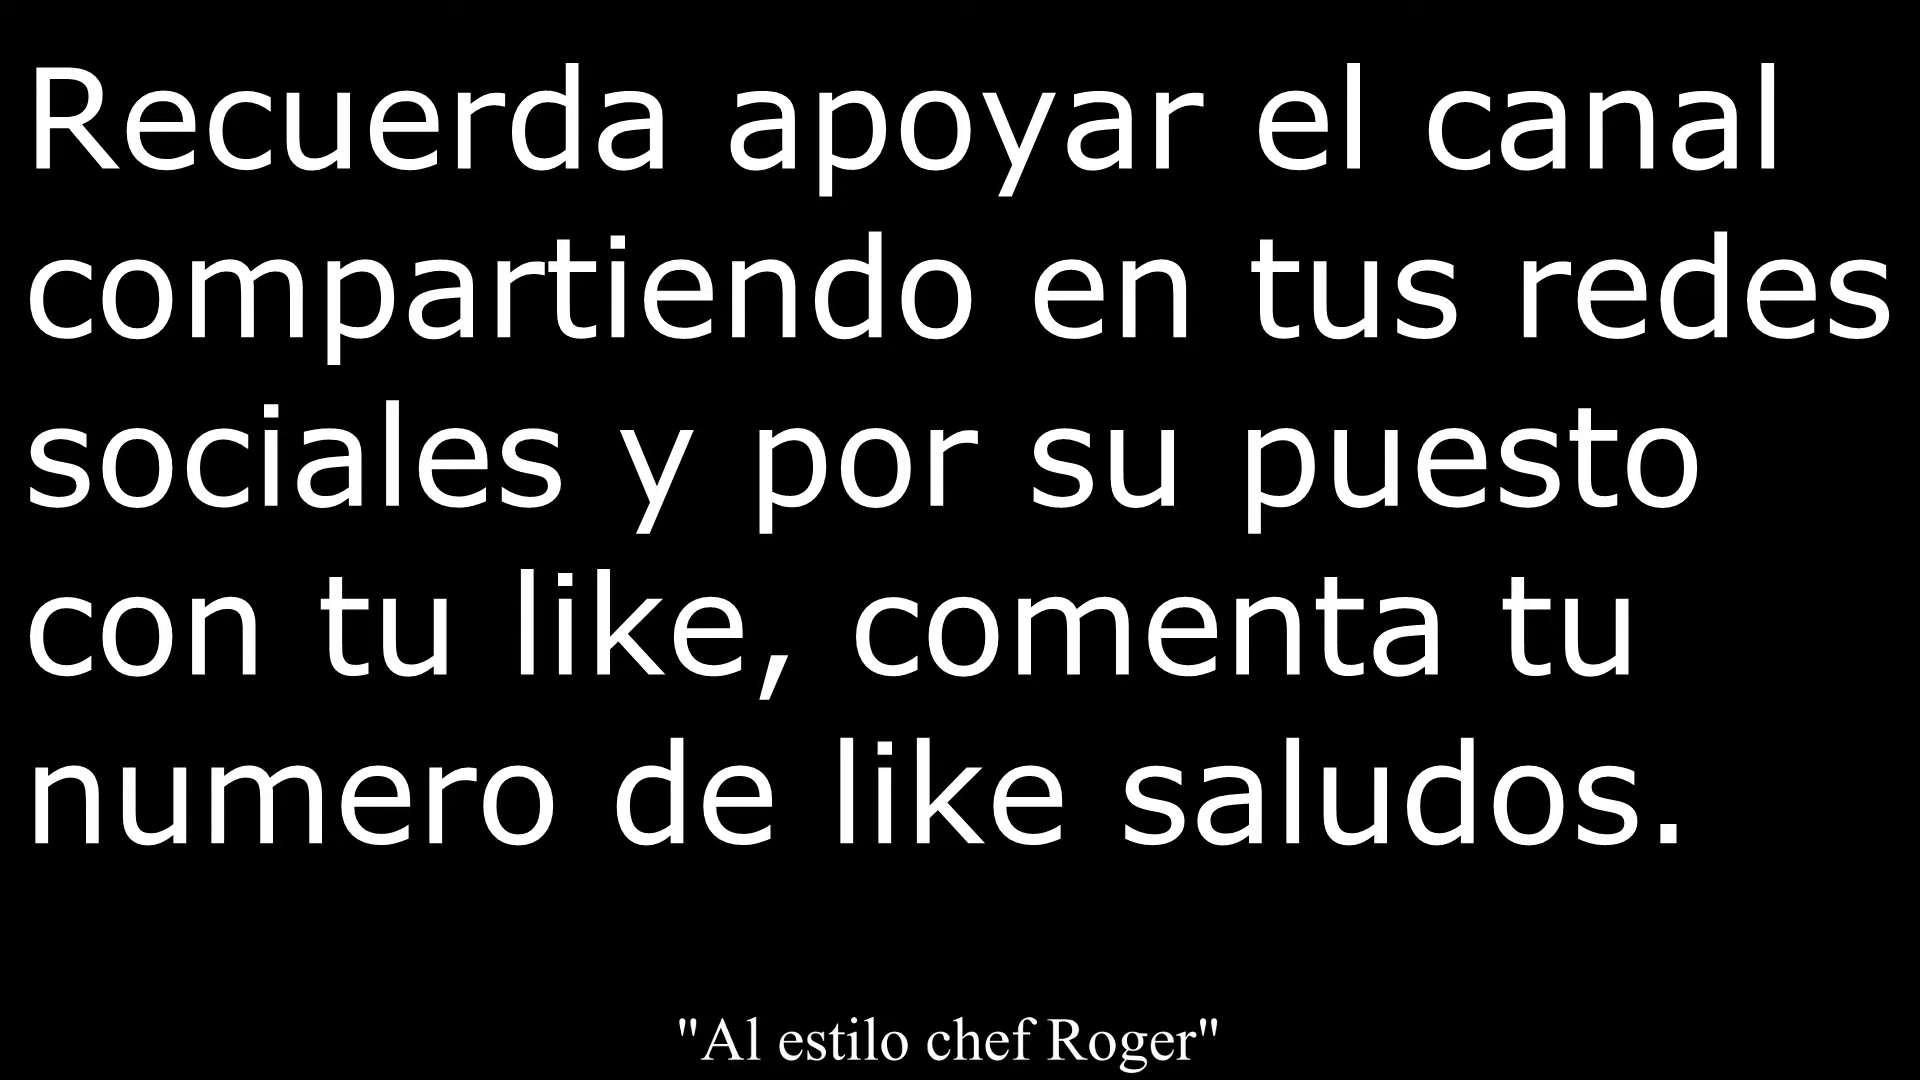 Recuerda apoyar el canal
compartiendo en tus redes
sociales y por su puesto
con tu like, comenta tu
numero de like saludos.
"Al estilo chef Roger"